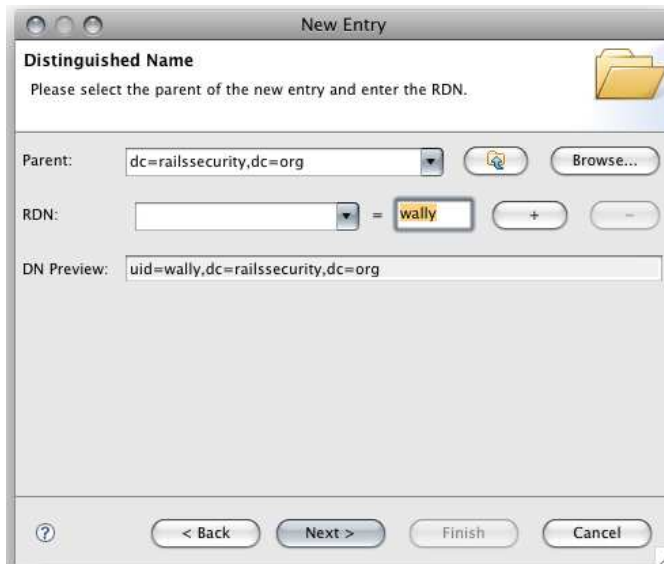 New Entry
Distinguished Name
Please select the parent of the new entry and enter the RDN.
Parent: dc=railssecurity,dc=org Browse...
RDN: = wally + −
DN Preview: uid=wally,dc=railssecurity,dc=org
? < Back Next > Finish Cancel